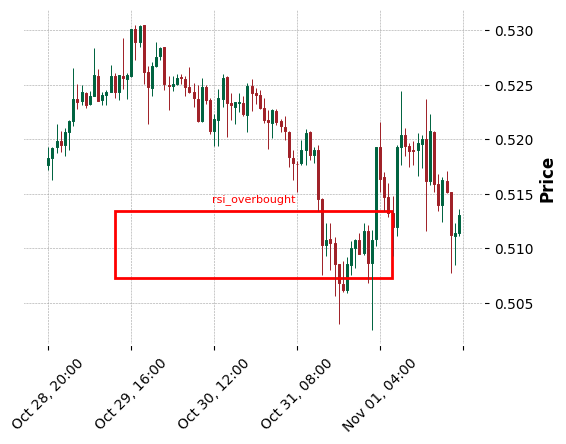 0.530
0.525
0.520
0.515
0.510
0.505
Price
rsi_overbought
Oct 28, 20:00
Oct 29, 16:00
Oct 30, 12:00
Oct 31, 08:00
Nov 01, 04:00